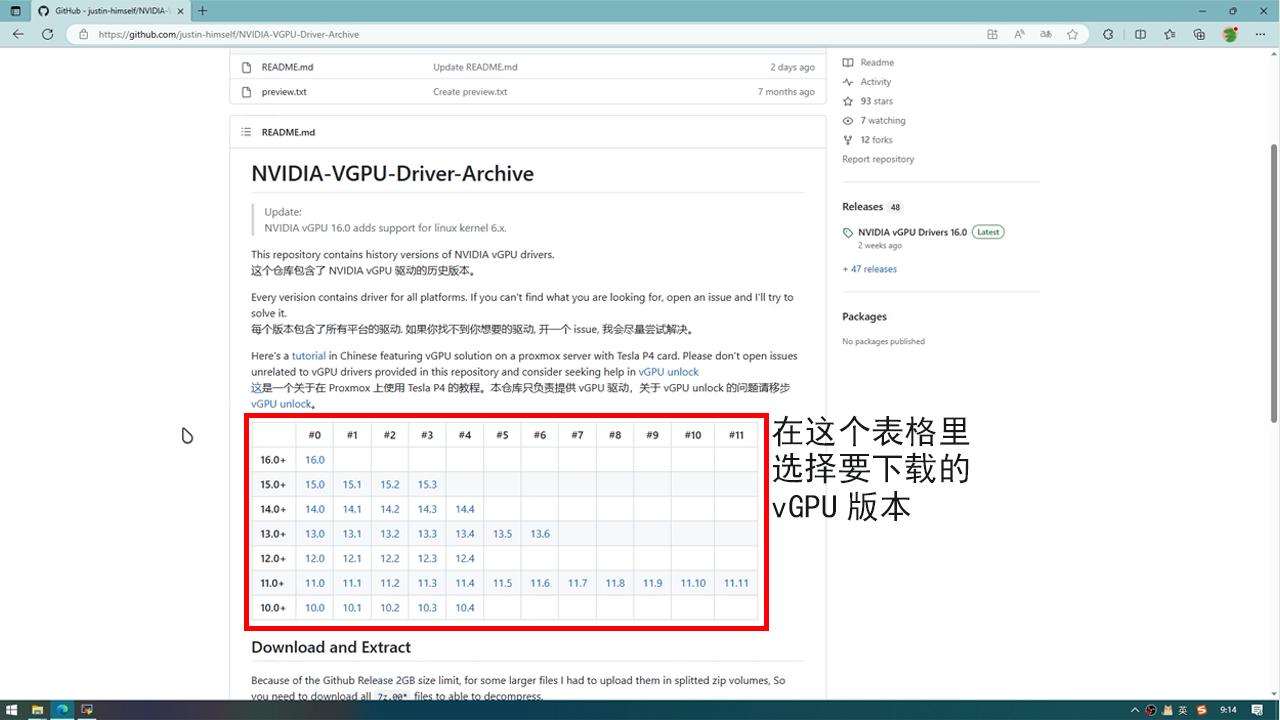 GitHub - justin-himself/NVIDIA-V
https://github.com/justin-himself/NVIDIA-VGPU-Driver-Archive
README.md Update README.md 2 days ago
preview.txt Create preview.txt 7 months ago
README.md
NVIDIA-VGPU-Driver-Archive
Update:
NVIDIA vGPU 16.0 adds support for linux kernel 6.x.
This repository contains history versions of NVIDIA vGPU drivers.
这个仓库包含了 NVIDIA vGPU 驱动的历史版本。
Every verision contains driver for all platforms. If you can't find what you are looking for, open an issue and I'll try to
solve it.
每个版本包含了所有平台的驱动. 如果你找不到你想要的驱动, 开一个 issue, 我会尽量尝试解决。
Here's a tutorial in Chinese featuring vGPU solution on a proxmox server with Tesla P4 card. Please don't open issues
unrelated to vGPU drivers provided in this repository and consider seeking help in vGPU unlock
这是一个关于在 Proxmox 上使用 Tesla P4 的教程。本仓库只负责提供 vGPU 驱动，关于 vGPU unlock 的问题请移步
vGPU unlock。
#0 #1 #2 #3 #4 #5 #6 #7 #8 #9 #10 #11
16.0+ 16.0
15.0+ 15.0 15.1 15.2 15.3
14.0+ 14.0 14.1 14.2 14.3 14.4
13.0+ 13.0 13.1 13.2 13.3 13.4 13.5 13.6
12.0+ 12.0 12.1 12.2 12.3 12.4
11.0+ 11.0 11.1 11.2 11.3 11.4 11.5 11.6 11.7 11.8 11.9 11.10 11.11
10.0+ 10.0 10.1 10.2 10.3 10.4
在这个表格里
选择要下载的
vGPU 版本
Download and Extract
Because of the Github Release 2GB size limit, for some larger files I had to upload them in splitted zip volumes, So
you need to download all 7z.00* files to able to decompress.
Readme
Activity
93 stars
7 watching
12 forks
Report repository
Releases 48
NVIDIA vGPU Drivers 16.0 Latest
2 weeks ago
+ 47 releases
Packages
No packages published
英
9:14